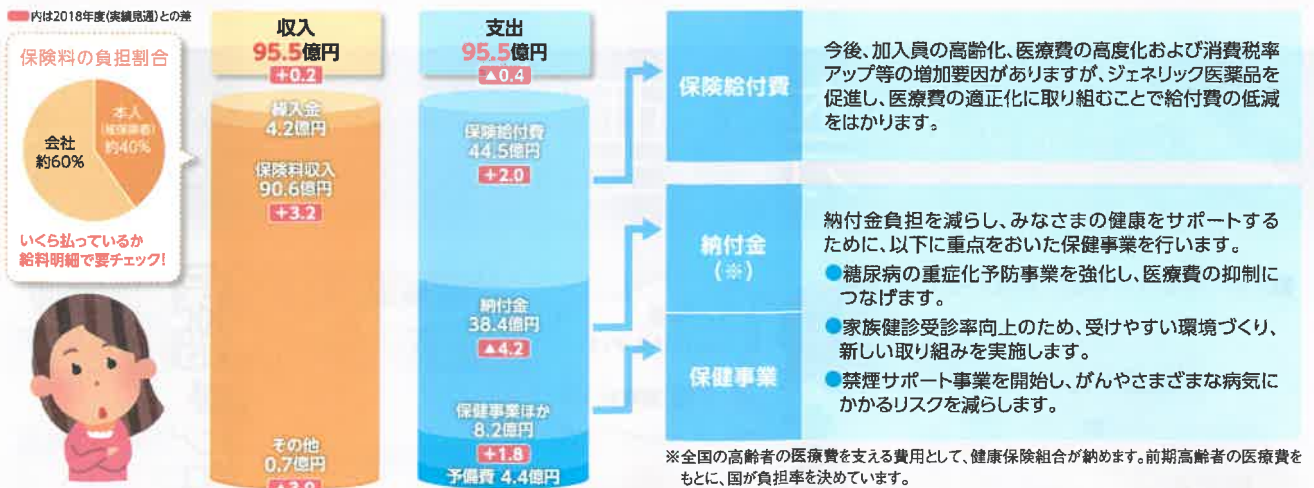 内は2018年度(実績見通)との差
保険料の負担割合
本人
(被保険者)
約40%
会社
約60%
いくら払っているか
給料明細で要チェック!
収入
95.5億円
+0.2
繰入金
4.2億円
保険料収入
90.6億円
+3.2
その他
0.7億円
支出
95.5億円
▲0.4
保険給付費
44.5億円
+2.0
納付金
38.4億円
▲4.2
保健事業ほか
8.2億円
+1.8
予備費 4.4億円
保険給付費
今後、加入員の高齢化、医療費の高度化および消費税率
アップ等の増加要因がありますが、ジェネリック医薬品を
促進し、医療費の適正化に取り組むことで給付費の低減
をはかります。
納付金
(※)
保健事業
納付金負担を減らし、みなさまの健康をサポートする
ために、以下に重点をおいた保健事業を行います。
●糖尿病の重症化予防事業を強化し、医療費の抑制に
つなげます。
●家族健診受診率向上のため、受けやすい環境づくり、
新しい取り組みを実施します。
●禁煙サポート事業を開始し、がんやさまざまな病気に
かかるリスクを減らします。
※全国の高齢者の医療費を支える費用として、健康保険組合が納めます。前期高齢者の医療費を
もとに、国が負担率を決めています。